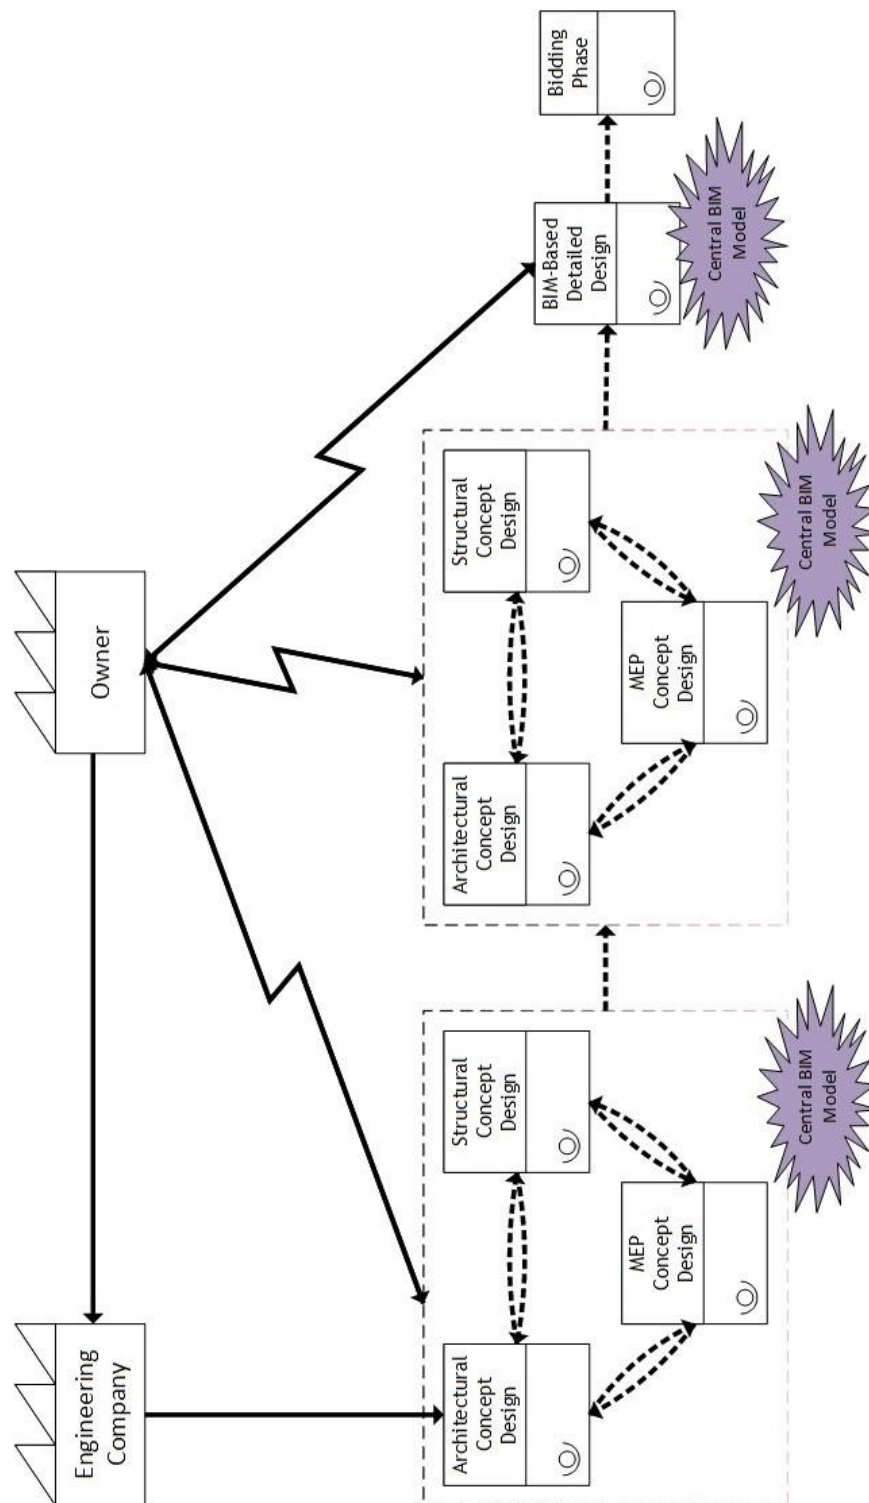 Engineering
Company
Owner
Architectural
Concept
Design
Structural
Concept
Design
MEP
Concept
Design
Central BIM
Model
Architectural
Concept
Design
Structural
Concept
Design
MEP
Concept
Design
Central BIM
Model
BIM-Based
Detailed
Design
Central BIM
Model
Bidding
Phase